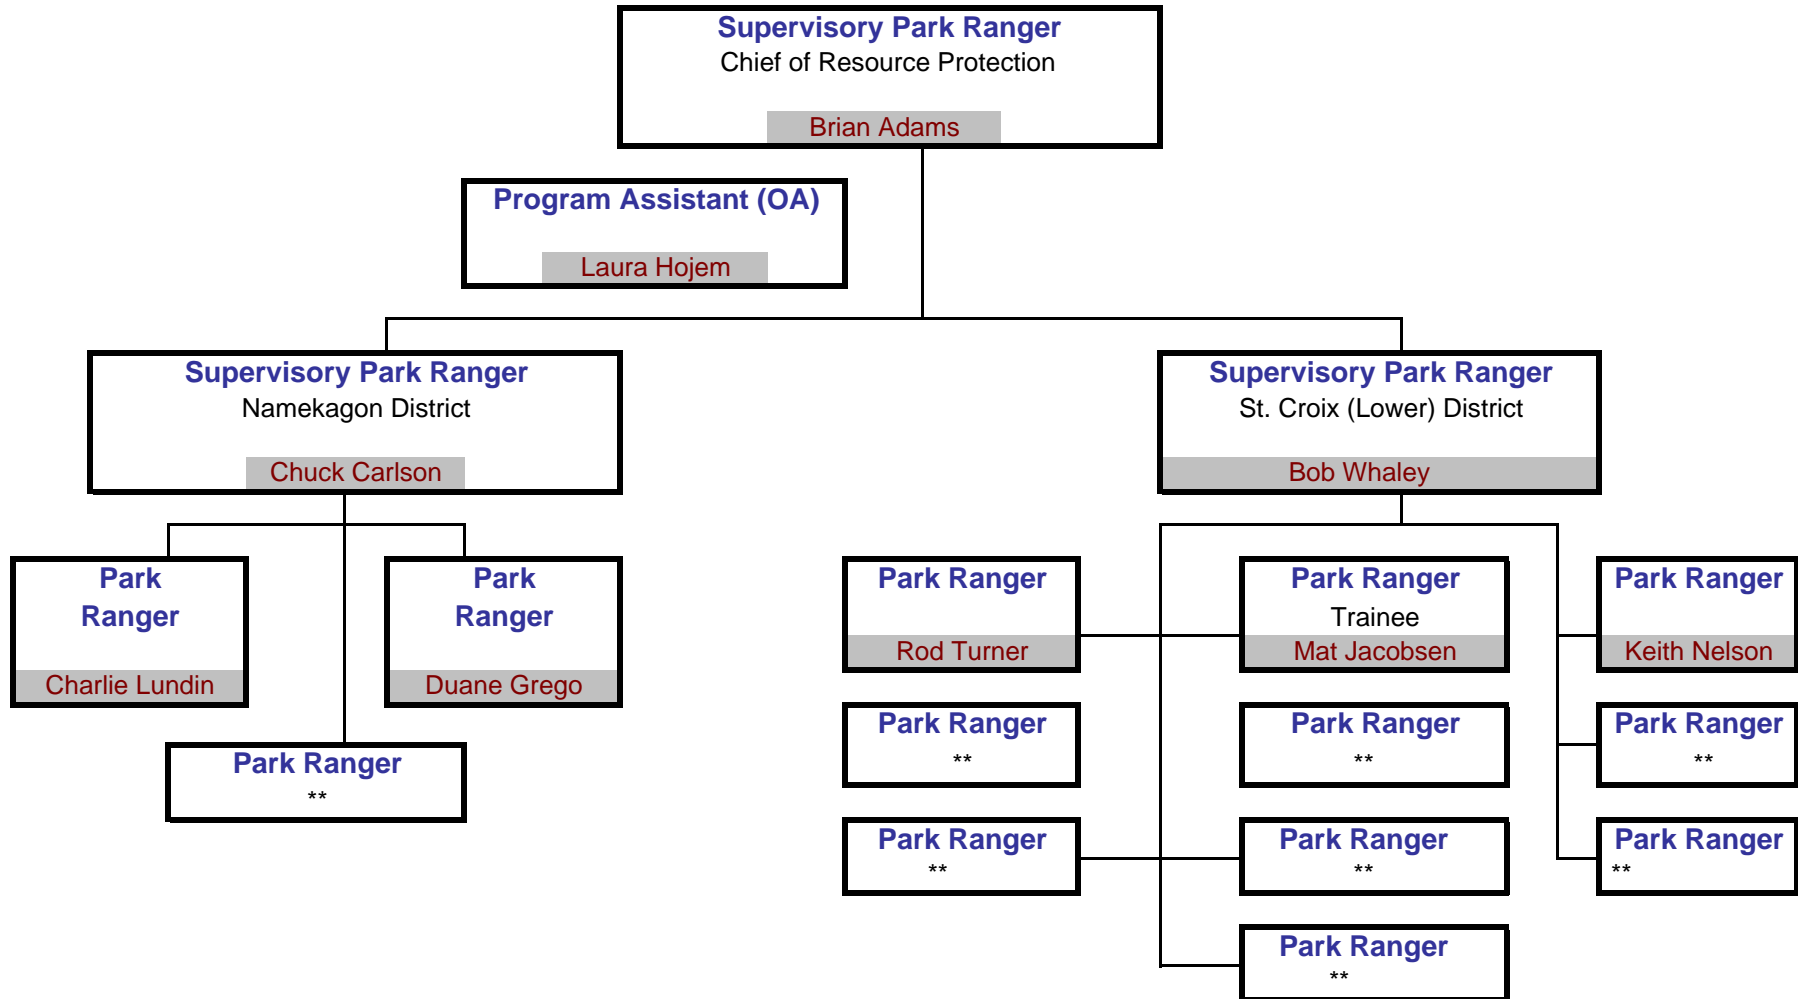 Supervisory Park Ranger
Chief of Resource Protection
Brian Adams
Program Assistant (OA)
Laura Hojem
Supervisory Park Ranger
Namekagon District
Chuck Carlson
Supervisory Park Ranger
St. Croix (Lower) District
Bob Whaley
Park
Ranger
Charlie Lundin
Park
Ranger
Duane Grego
Park Ranger
**
Park Ranger
Rod Turner
Park Ranger
Trainee
Mat Jacobsen
Park Ranger
Keith Nelson
Park Ranger
**
Park Ranger
**
Park Ranger
**
Park Ranger
**
Park Ranger
**
Park Ranger
**
Park Ranger
**